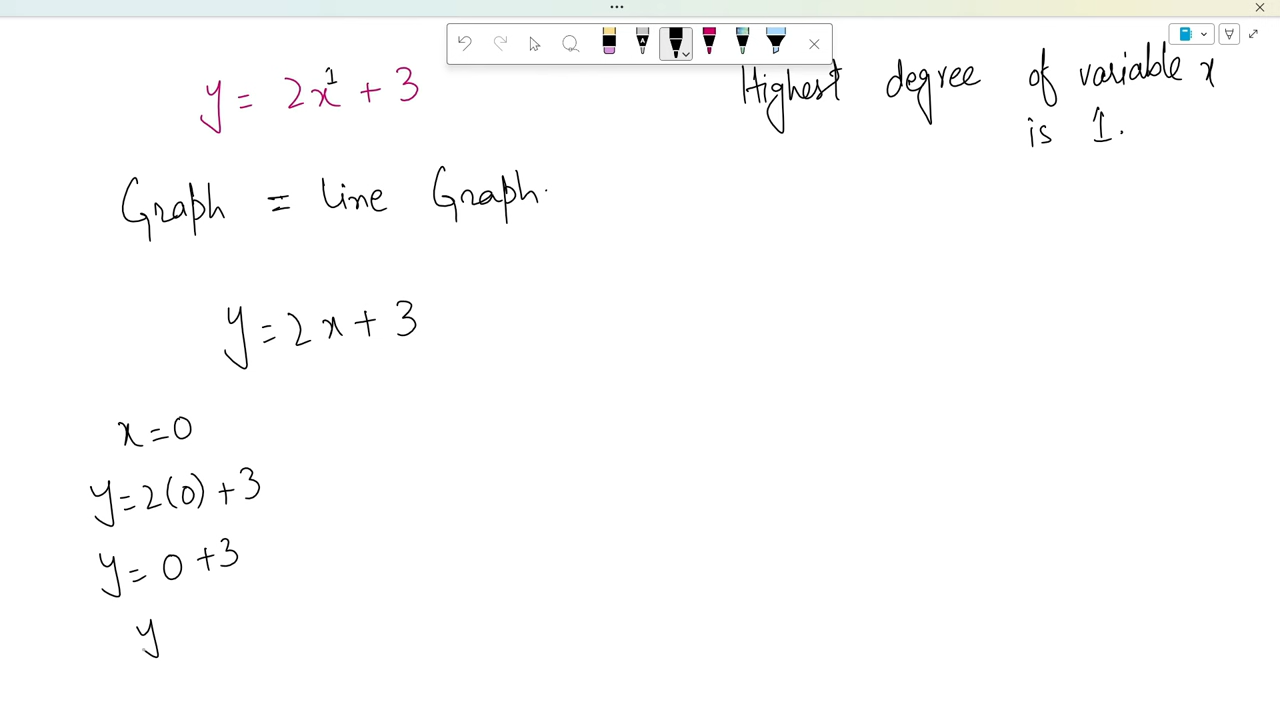 y = 2x¹ + 3
Highest degree of variable x
is 1.
Graph = Line Graph.
y = 2x + 3
x = 0
y = 2(0) + 3
y = 0 + 3
y